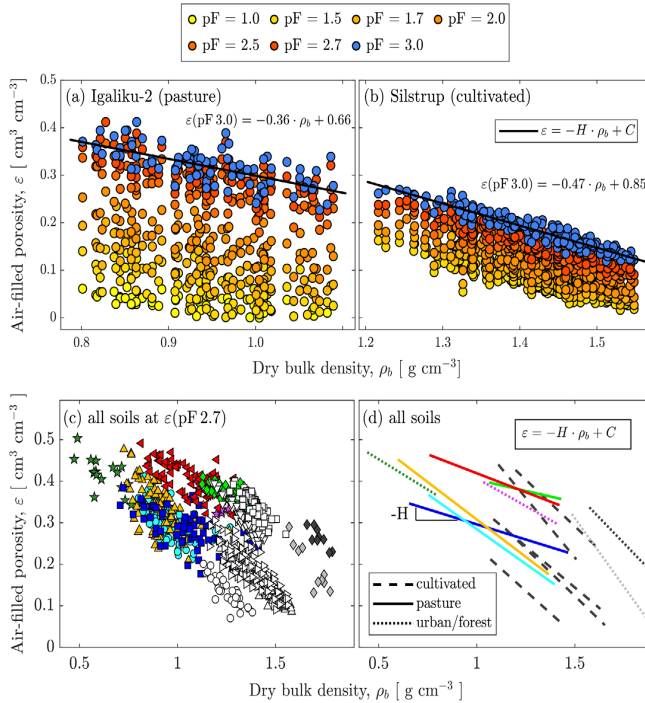 pF = 1.0 pF = 1.5 pF = 1.7 pF = 2.0
pF = 2.5 pF = 2.7 pF = 3.0
(a) Igaliku-2 (pasture)
ε(pF 3.0) = −0.36 · ρb + 0.66
(b) Silstrup (cultivated)
ε = −H · ρb + C
ε(pF 3.0) = −0.47 · ρb + 0.85
Air-filled porosity, ε [ cm³ cm⁻³]
0.5
0.4
0.3
0.2
0.1
0
0.8 0.9 1.0
1.2 1.3 1.4 1.5
Dry bulk density, ρb [ g cm⁻³]
(c) all soils at ε(pF 2.7)
(d) all soils
ε = −H · ρb + C
-H
cultivated
pasture
urban/forest
Air-filled porosity, ε [ cm³ cm⁻³]
0.6
0.5
0.4
0.3
0.2
0.1
0
0.5 1 1.5
0.5 1 1.5
Dry bulk density, ρb [ g cm⁻³]